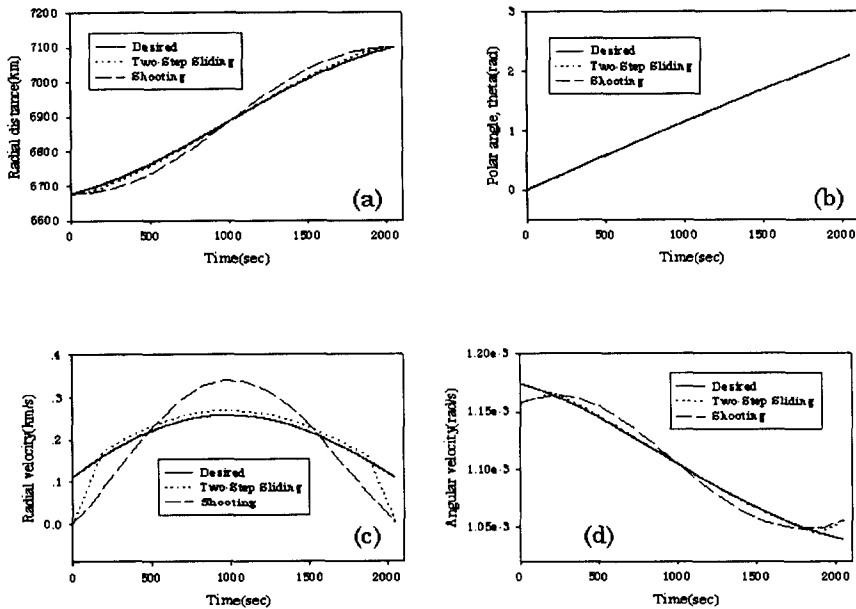 7200
7100
7000
6900
6800
6700
6600
Radial distance(km)
Desired
Two-Step Sliding
Shooting
(a)
0
500
1000
1500
2000
Time(sec)
3
2
1
0
Polar angle, theta(rad)
Desired
Two-Step Sliding
Shooting
(b)
0
500
1000
1500
2000
Time(sec)
.4
.3
.2
.1
0.0
Radial velocity(km/s)
Desired
Two-Step Sliding
Shooting
(c)
0
500
1000
1500
2000
Time(sec)
1.20e-3
1.15e-3
1.10e-3
1.05e-3
Angular velocity(rad/s)
Desired
Two-Step Sliding
Shooting
(d)
0
500
1000
1500
2000
Time(sec)